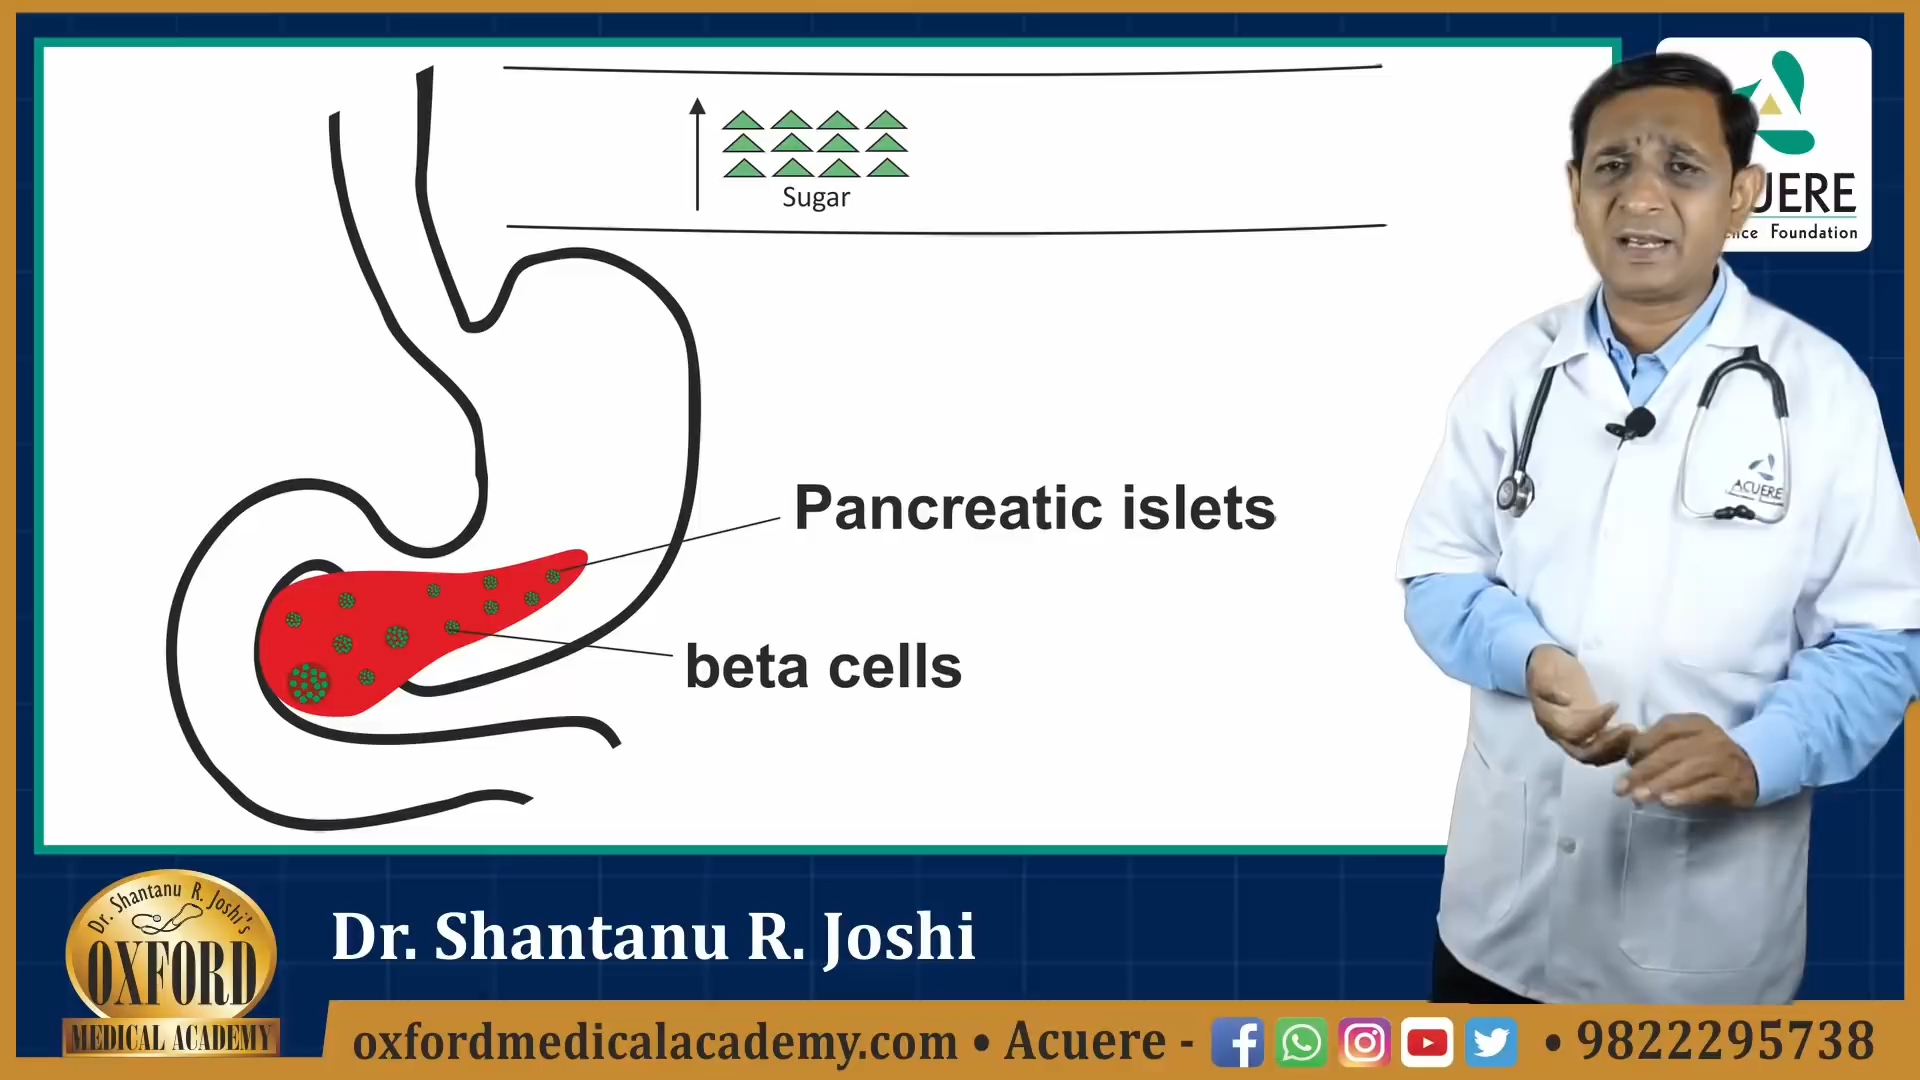 Sugar
UERE
nce Foundation
Pancreatic islets
beta cells
ACUERE
Dr. Shantanu R. Joshi's
OXFORD
MEDICAL ACADEMY
Dr. Shantanu R. Joshi
oxfordmedicalacademy.com • Acuere - • 9822295738